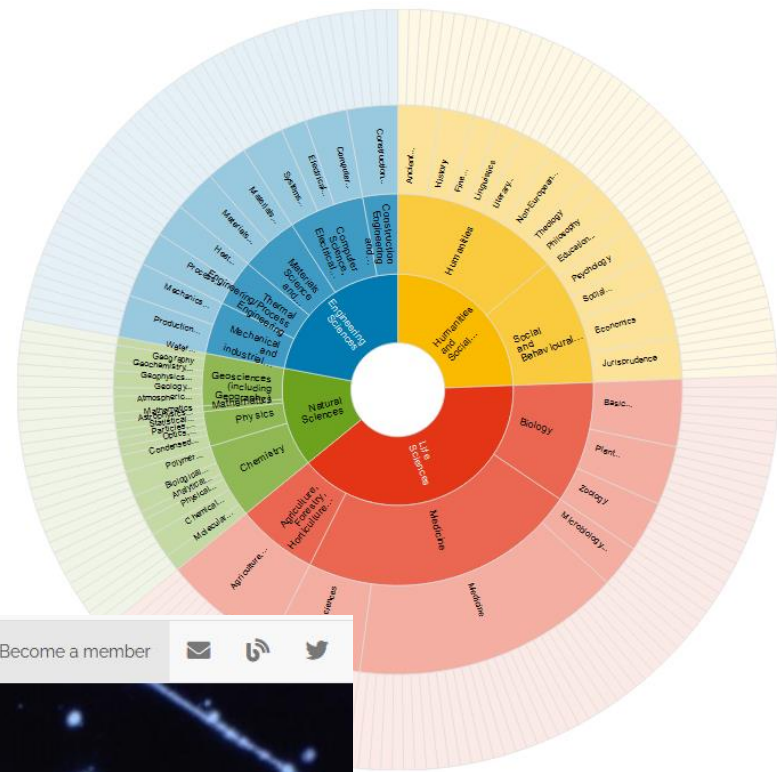 Engineering
Sciences
Humanities
and
Social...
Life
Sciences
Natural
Sciences
Construction
Engineering
and...
Computer
Science,
Electrical...
Materials
Science
and...
Thermal
Engineering/Process
Engineering
Mechanical
and
industrial...
Humanities
Social
and
Behavioural...
Biology
Medicine
Agriculture,
Forestry,
Horticulture...
Chemistry
Physics
Mathematics
Geosciences
(including
Geography)
Construction...
Computer...
Electrical...
Systems...
Materials...
Materials...
Heat...
Process...
Mechanics...
Production...
Ancient...
History
Fine...
Linguistics
Literary...
Non-European...
Theology
Philosophy
Education...
Psychology
Social...
Economics
Jurisprudence
Basic...
Plant...
Zoology
Microbiology...
Medicine
Agriculture...
Water...
Geography
Geochemistry...
Geophysics...
Geology...
Atmospheric...
Mathematics
Astrophysics...
Statistical
Particles...
Optics...
Condensed...
Polymer...
Biological...
Analytical...
Physical...
Chemical...
Molecular...
Become a member